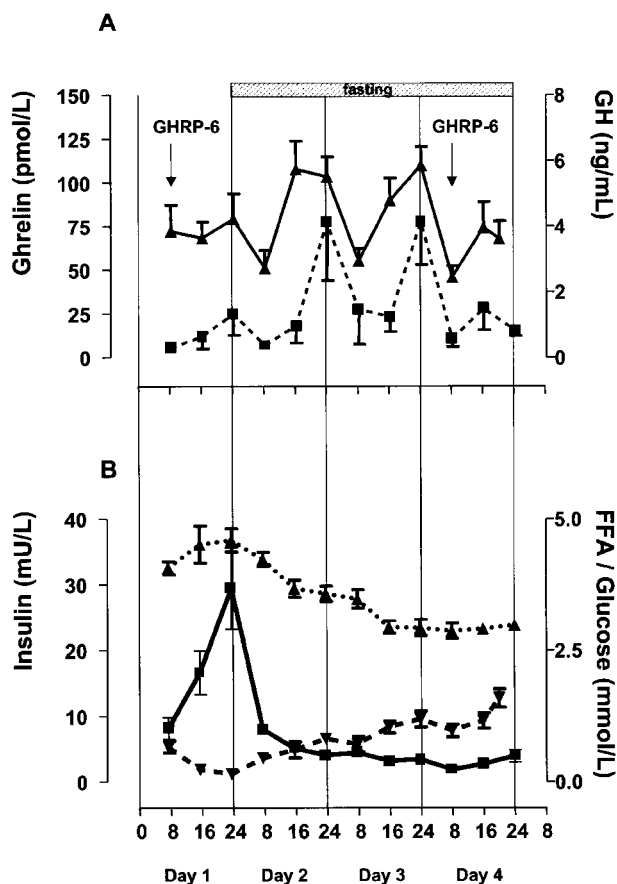 A
fasting
150
125
100
75
50
25
0
Ghrelin (pmol/L)
GHRP-6
GHRP-6
8
6
4
2
0
GH (ng/mL)
B
40
30
20
10
0
Insulin (mU/L)
5.0
2.5
0.0
FFA / Glucose (mmol/L)
0 8 16 24 8 16 24 8 16 24 8 16 24 8
Day 1 Day 2 Day 3 Day 4